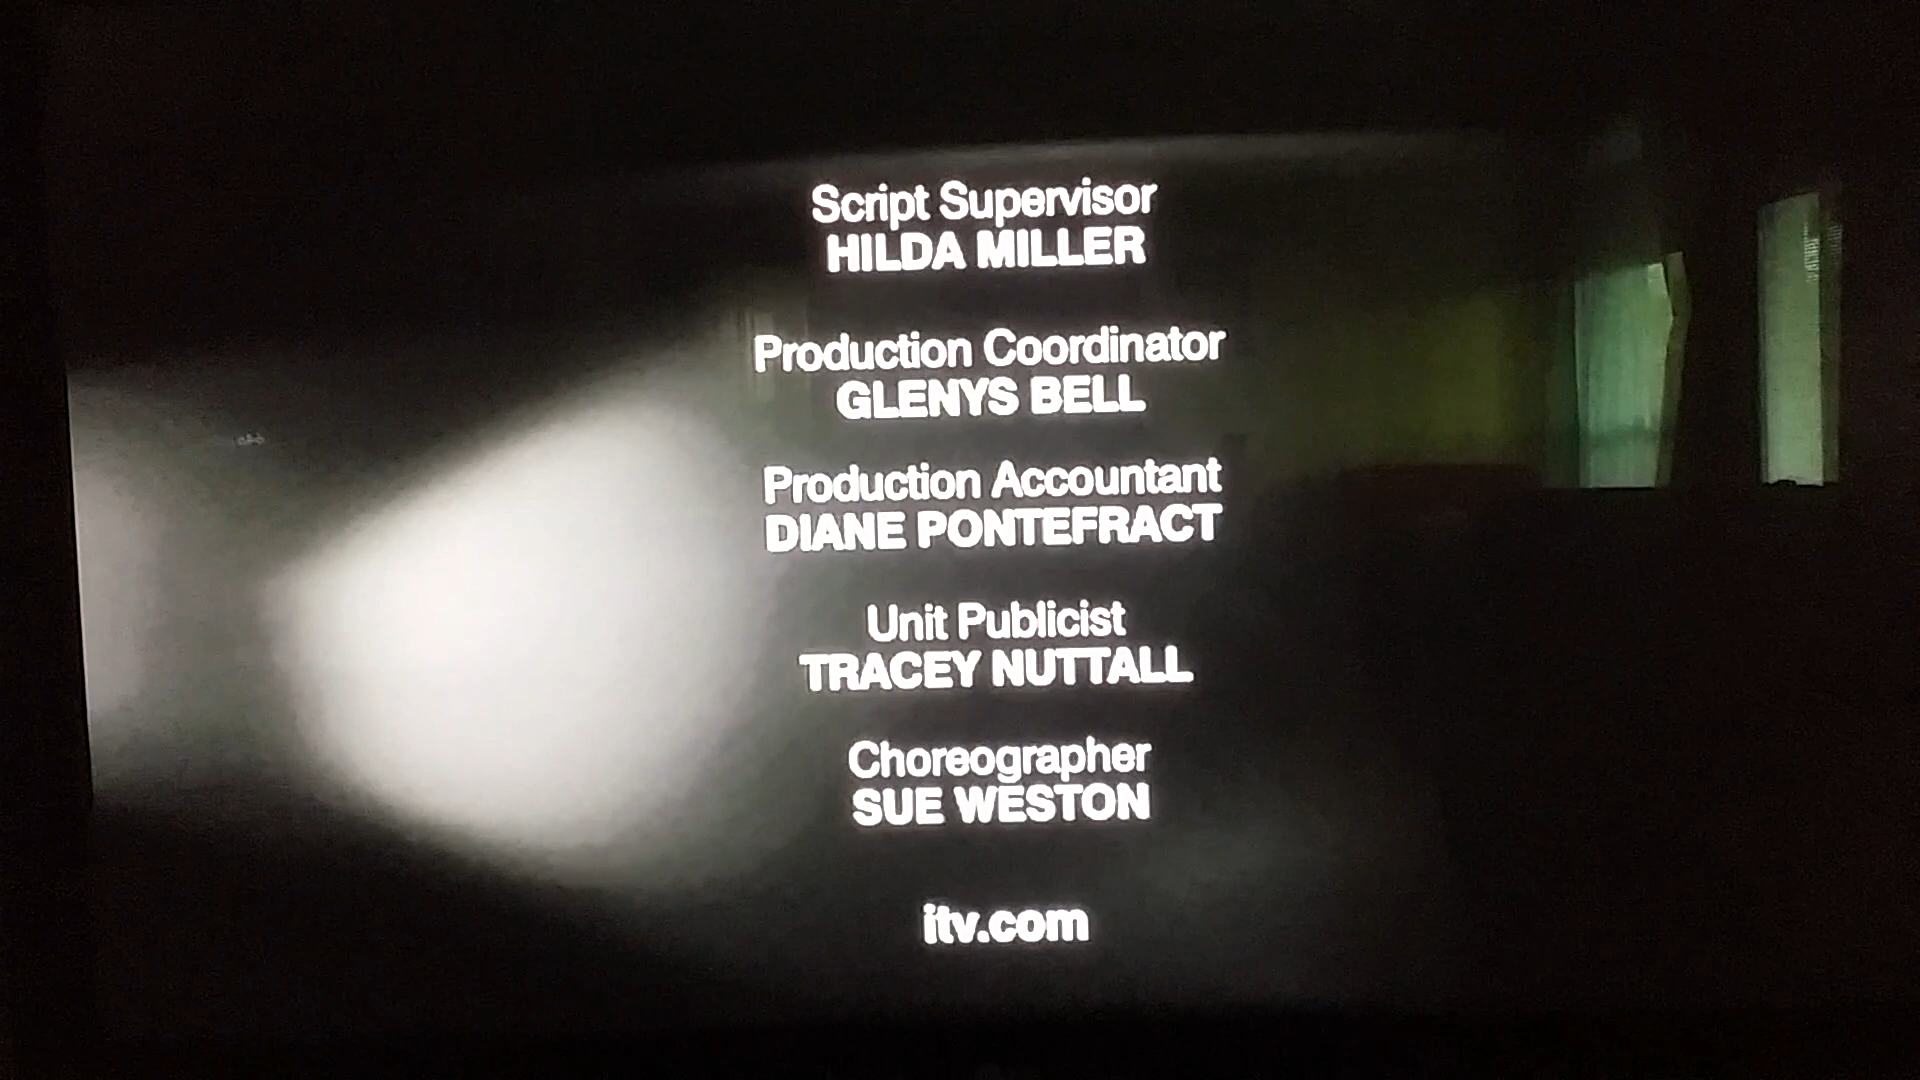 Script Supervisor
HILDA MILLER
Production Coordinator
GLENYS BELL
Production Accountant
DIANE PONTEFRACT
Unit Publicist
TRACEY NUTTALL
Choreographer
SUE WESTON
itv.com